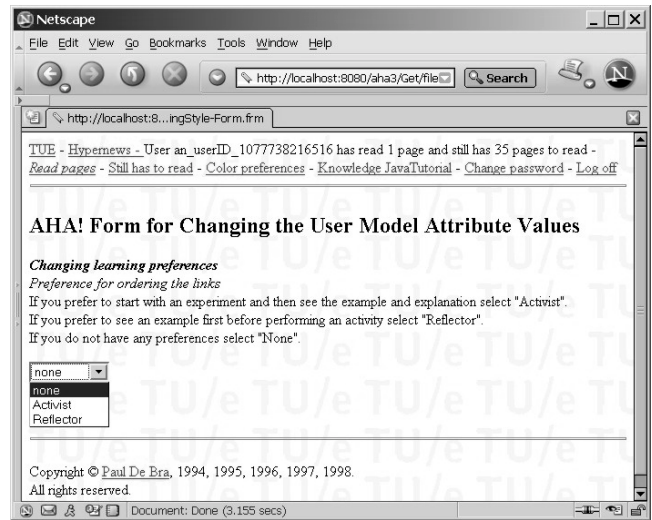 Netscape
File Edit View Go Bookmarks Tools Window Help
http://localhost:8080/aha3/Get/file Search
http://localhost:8...ingStyle-Form.frm
TUE - Hypernews - User an_userID_1077738216516 has read 1 page and still has 35 pages to read -
Read pages - Still has to read - Color preferences - Knowledge JavaTutorial - Change password - Log off
AHA! Form for Changing the User Model Attribute Values
Changing learning preferences
Preference for ordering the links
If you prefer to start with an experiment and then see the example and explanation select "Activist".
If you prefer to see an example first before performing an activity select "Reflector".
If you do not have any preferences select "None".
none
none
Activist
Reflector
Copyright © Paul De Bra, 1994, 1995, 1996, 1997, 1998.
All rights reserved.
Document: Done (3.155 secs)